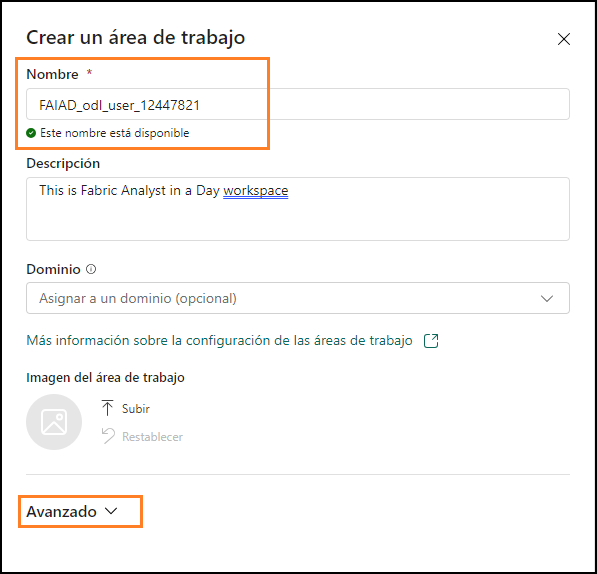 Crear un área de trabajo
Nombre *
FAIAD_odl_user_12447821
Este nombre está disponible
Descripción
This is Fabric Analyst in a Day workspace
Dominio
Asignar a un dominio (opcional)
Más información sobre la configuración de las áreas de trabajo
Imagen del área de trabajo
Subir
Restablecer
Avanzado